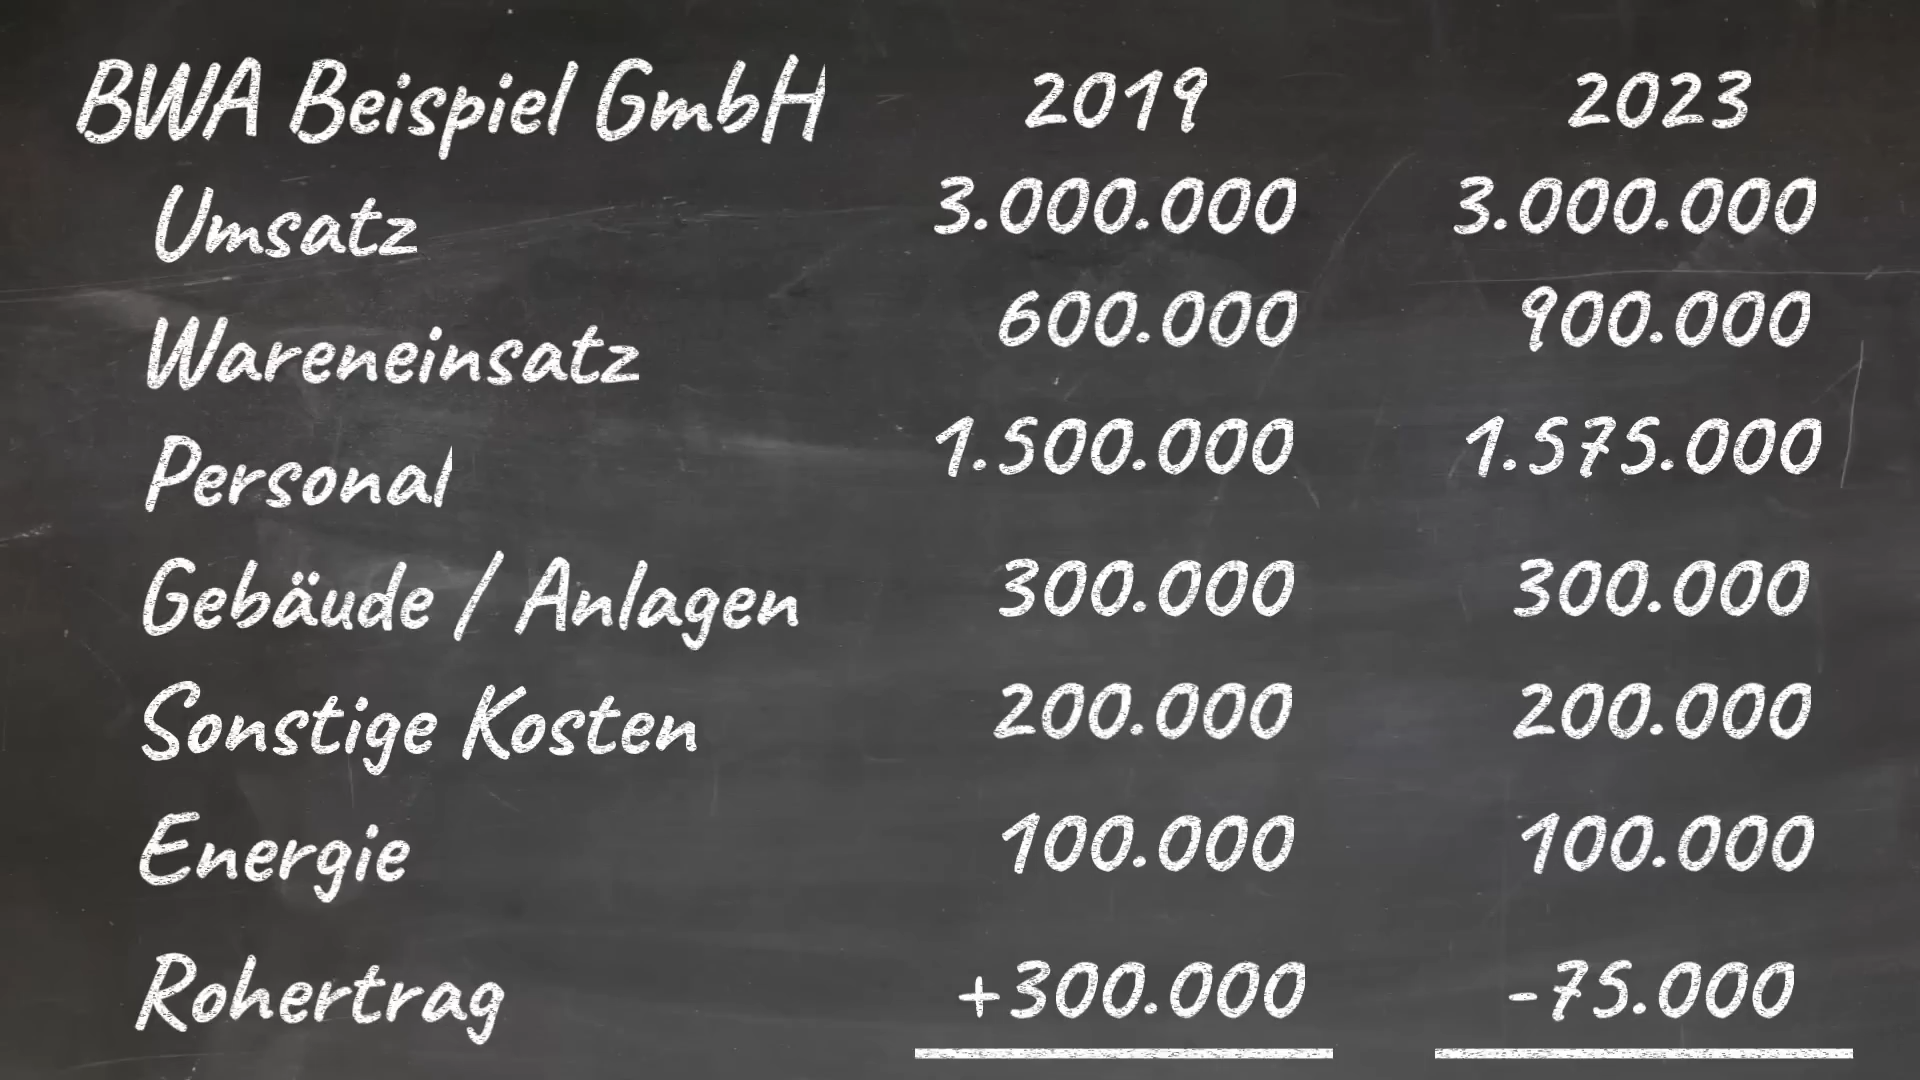 BWA Beispiel GmbH 2019 2023
Umsatz 3.000.000 3.000.000
Wareneinsatz 600.000 900.000
Personal 1.500.000 1.575.000
Gebäude / Anlagen 300.000 300.000
Sonstige Kosten 200.000 200.000
Energie 100.000 100.000
Rohertrag +300.000 -75.000